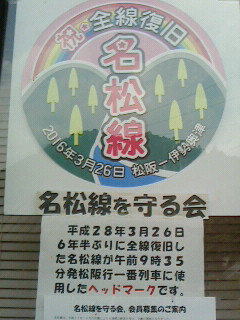 祝 全線復旧
名松線
2016年3月26日 松阪ー伊勢奥津
名松線を守る会
平成28年3月26日
6年半ぶりに全線復旧し
た名松線が午前9時35
分発松阪行一番列車に使
用したヘッドマークです。
名松線を守る会、会員募集のご案内